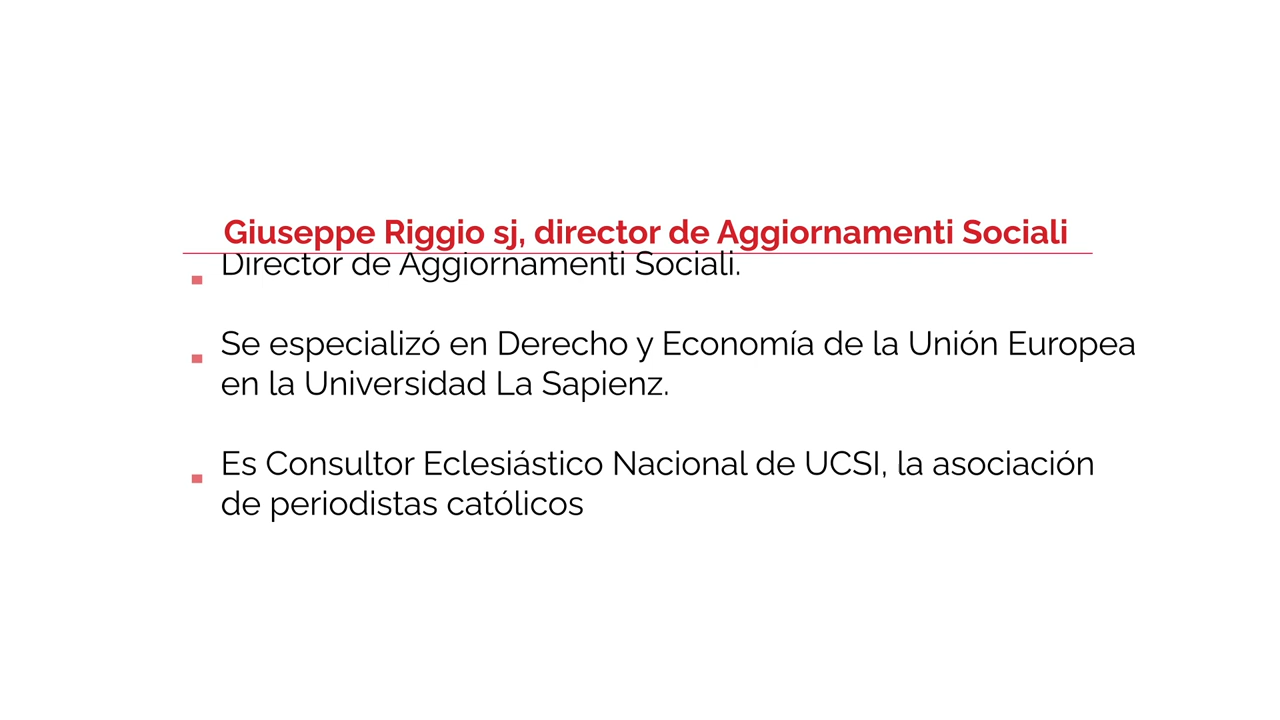 Giuseppe Riggio sj, director de Aggiornamenti Sociali
Director de Aggiornamenti Sociali.
Se especializó en Derecho y Economía de la Unión Europea
en la Universidad La Sapienz.
Es Consultor Eclesiástico Nacional de UCSI, la asociación
de periodistas católicos